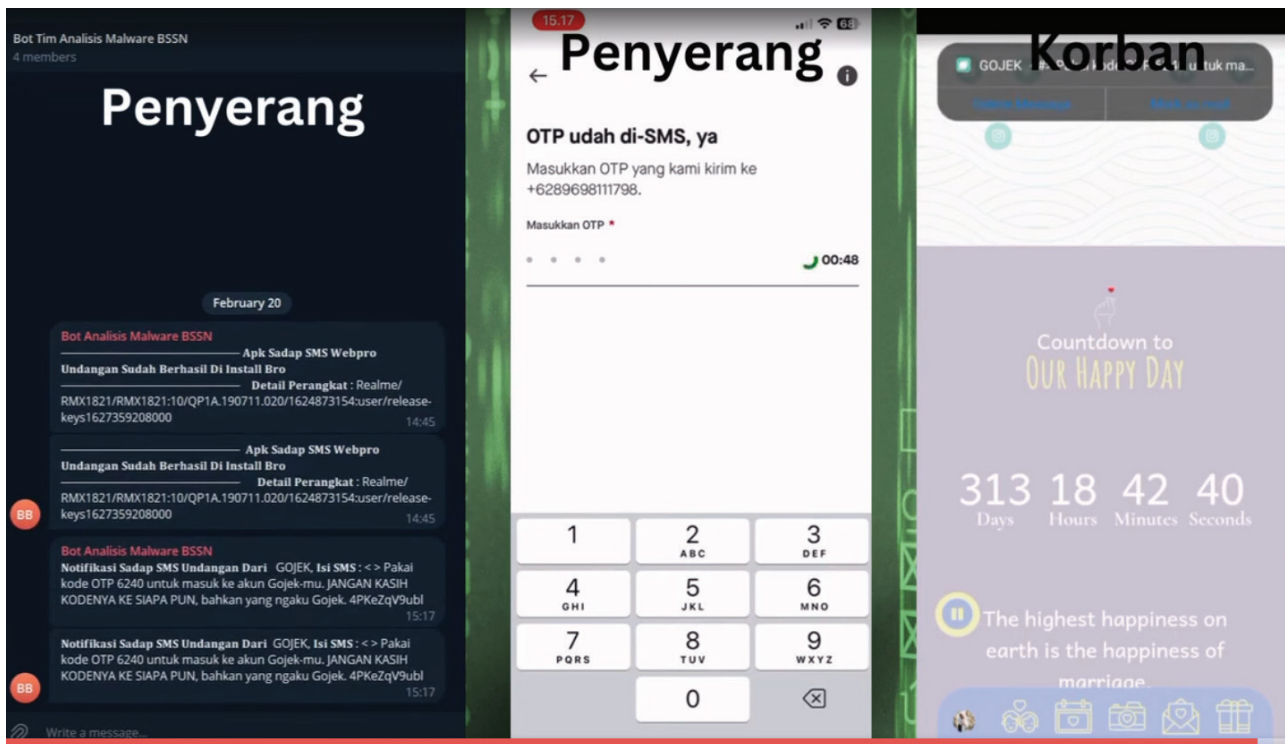 Bot Tim Analisis Malware BSSN
4 members
Penyerang
February 20
Bot Analisis Malware BSSN
Apk Sadap SMS Webpro
Undangan Sudah Berhasil Di Install Bro
Detail Perangkat : Realme/
RMX1821/RMX1821:10/QP1A.190711.020/1624873154:user/release-
keys1627359208000
14:45
Apk Sadap SMS Webpro
Undangan Sudah Berhasil Di Install Bro
Detail Perangkat : Realme/
RMX1821/RMX1821:10/QP1A.190711.020/1624873154:user/release-
keys1627359208000
14:45
BB
Bot Analisis Malware BSSN
Notifikasi Sadap SMS Undangan Dari GOJEK, Isi SMS : < > Pakai
kode OTP 6240 untuk masuk ke akun Gojek-mu. JANGAN KASIH
KODENYA KE SIAPA PUN, bahkan yang ngaku Gojek. 4PKeZqV9ubl
15:17
Notifikasi Sadap SMS Undangan Dari GOJEK, Isi SMS : < > Pakai
kode OTP 6240 untuk masuk ke akun Gojek-mu. JANGAN KASIH
KODENYA KE SIAPA PUN, bahkan yang ngaku Gojek. 4PKeZqV9ubl
15:17
BB
Write a message...
15.17
68
Penyerang
OTP udah di-SMS, ya
Masukkan OTP yang kami kirim ke
+6289698111798.
Masukkan OTP *
00:48
1
2 ABC
3 DEF
4 GHI
5 JKL
6 MNO
7 PQRS
8 TUV
9 WXYZ
0
Korban
GOJEK
Countdown to
OUR HAPPY DAY
313 18 42 40
Days Hours Minutes Seconds
The highest happiness on
earth is the happiness of
marriage.